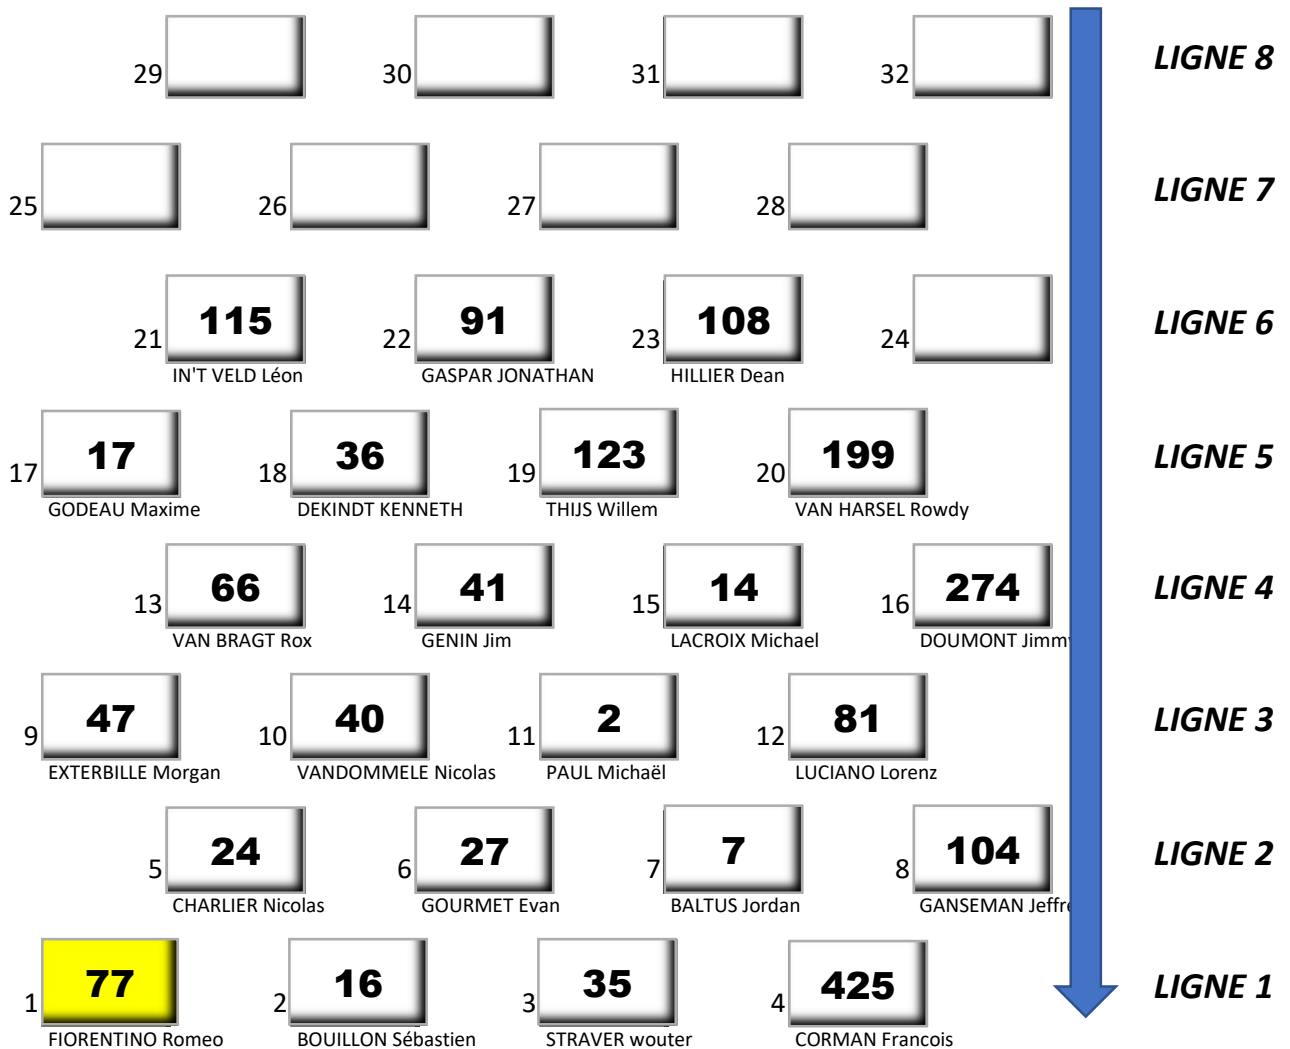 29 30 31 32 LIGNE 8
25 26 27 28 LIGNE 7
21 115 22 91 23 108 24 LIGNE 6
IN'T VELD Léon GASPAR JONATHAN HILLIER Dean
17 17 18 36 19 123 20 199 LIGNE 5
GODEAU Maxime DEKINDT KENNETH THIJS Willem VAN HARSEL Rowdy
13 66 14 41 15 14 16 274 LIGNE 4
VAN BRAGT Rox GENIN Jim LACROIX Michael DOUMONT Jimmy
9 47 10 40 11 2 12 81 LIGNE 3
EXTERBILLE Morgan VANDOMMELE Nicolas PAUL Michaël LUCIANO Lorenz
5 24 6 27 7 7 8 104 LIGNE 2
CHARLIER Nicolas GOURMET Evan BALTUS Jordan GANSEMAN Jeffre
1 77 2 16 3 35 4 425 LIGNE 1
FIORENTINO Romeo BOUILLON Sébastien STRAVER wouter CORMAN Francois